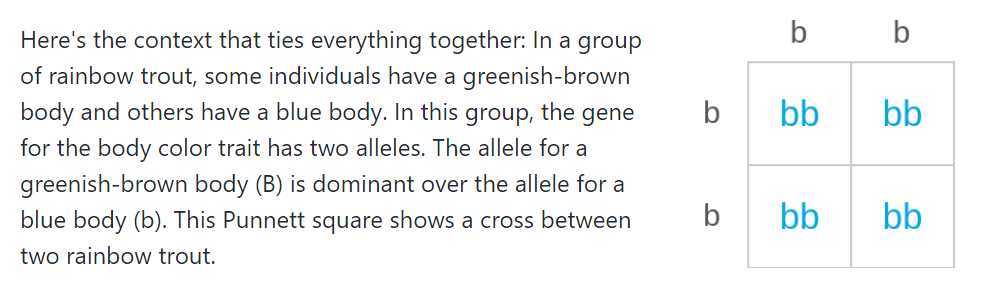 Here's the context that ties everything together: In a group
of rainbow trout, some individuals have a greenish-brown
body and others have a blue body. In this group, the gene
for the body color trait has two alleles. The allele for a
greenish-brown body (B) is dominant over the allele for a
blue body (b). This Punnett square shows a cross between
two rainbow trout.
b b
b bb bb
b bb bb